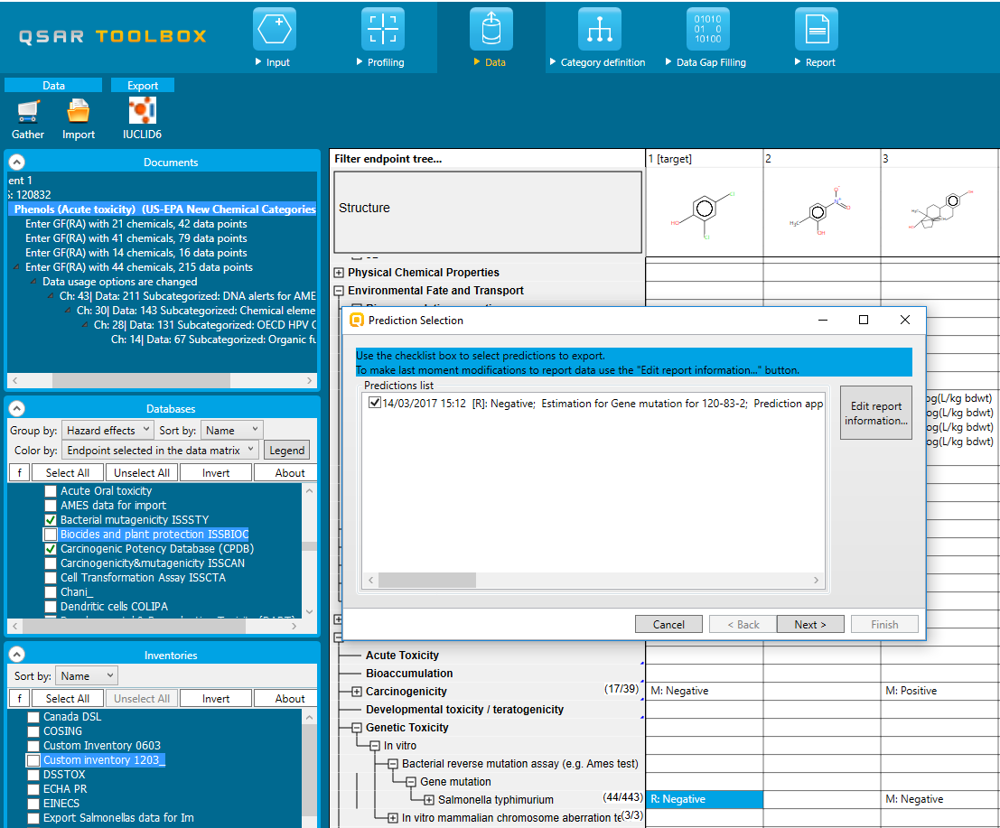 QSAR TOOLBOX
Input
Profiling
Data
01010
01 0
10100
Category definition
Data Gap Filling
Report
Data
Export
Gather
Import
IUCLID6
Documents
ent 1
: 120832
Phenols (Acute toxicity) (US-EPA New Chemical Categories
Enter GF(RA) with 21 chemicals, 42 data points
Enter GF(RA) with 41 chemicals, 79 data points
Enter GF(RA) with 14 chemicals, 16 data points
Enter GF(RA) with 44 chemicals, 215 data points
Data usage options are changed
Ch: 43| Data: 211 Subcategorized: DNA alerts for AME
Ch: 30| Data: 143 Subcategorized: Chemical eleme
Ch: 28| Data: 131 Subcategorized: OECD HPV C
Ch: 14| Data: 67 Subcategorized: Organic fu
Databases
Group by: Hazard effects Sort by: Name
Color by: Endpoint selected in the data matrix Legend
f Select All Unselect All Invert About
Acute Oral toxicity
AMES data for import
Bacterial mutagenicity ISSSTY
Biocides and plant protection ISSBIOC
Carcinogenic Potency Database (CPDB)
Carcinogenicity&mutagenicity ISSCAN
Cell Transformation Assay ISSCTA
Chani_
Dendritic cells COLIPA
Inventories
Sort by: Name
f Select All Unselect All Invert About
Canada DSL
COSING
Custom Inventory 0603
Custom inventory 1203_
DSSTOX
ECHA PR
EINECS
Export Salmonellas data for Im
Filter endpoint tree...
1 [target]
2
3
Structure
HO
Cl
Cl
H₃C
OH
N
O
O
Physical Chemical Properties
Environmental Fate and Transport
Prediction Selection
Use the checklist box to select predictions to export.
To make last moment modifications to report data use the "Edit report information..." button.
Predictions list
14/03/2017 15:12 [R]: Negative; Estimation for Gene mutation for 120-83-2; Prediction app
Edit report
information...
Cancel
< Back
Next >
Finish
og(L/kg bdwt)
og(L/kg bdwt)
og(L/kg bdwt)
og(L/kg bdwt)
Acute Toxicity
Bioaccumulation
Carcinogenicity (17/39) M: Negative M: Positive
Developmental toxicity / teratogenicity
Genetic Toxicity
In vitro
Bacterial reverse mutation assay (e.g. Ames test)
Gene mutation
Salmonella typhimurium (44/443) R: Negative M: Negative
In vitro mammalian chromosome aberration te(3/3)